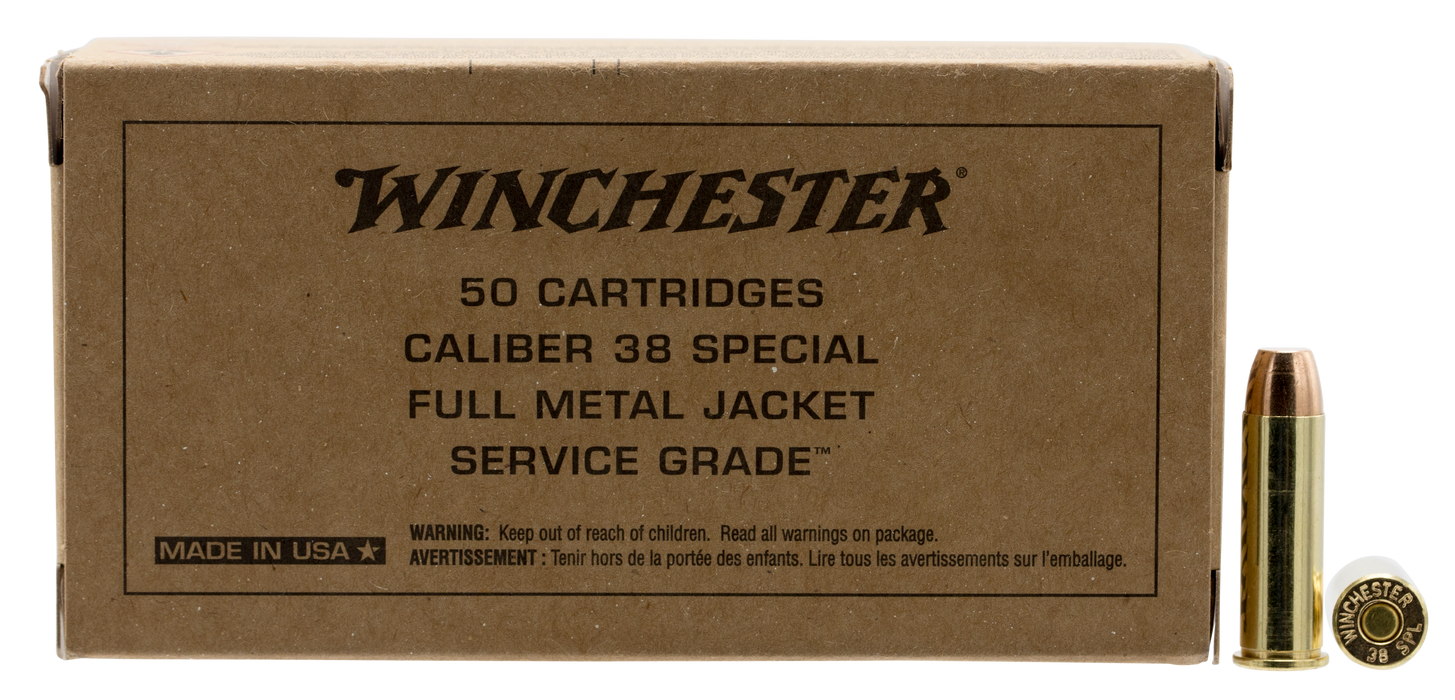 WINCHESTER®
50 CARTRIDGES
CALIBER 38 SPECIAL
FULL METAL JACKET
SERVICE GRADE™
MADE IN USA ★
WARNING: Keep out of reach of children. Read all warnings on package.
AVERTISSEMENT : Tenir hors de la portée des enfants. Lire tous les avertissements sur l'emballage.
WINCHESTER
38 SPL